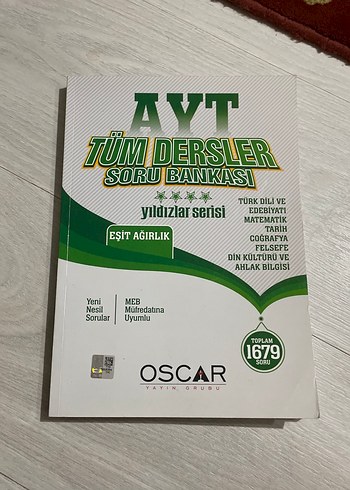 AYT
TÜM DERSLER
SORU BANKASI
yıldızlar serisi
EŞİT AĞIRLIK
TÜRK DİLİ VE
EDEBİYATI
MATEMATİK
TARİH
COĞRAFYA
FELSEFE
DİN KÜLTÜRÜ VE
AHLAK BİLGİSİ
Yeni
Nesil
Sorular
MEB
Müfredatına
Uyumlu
TOPLAM
1679
SORU
OSCAR
YAYIN GRUBU